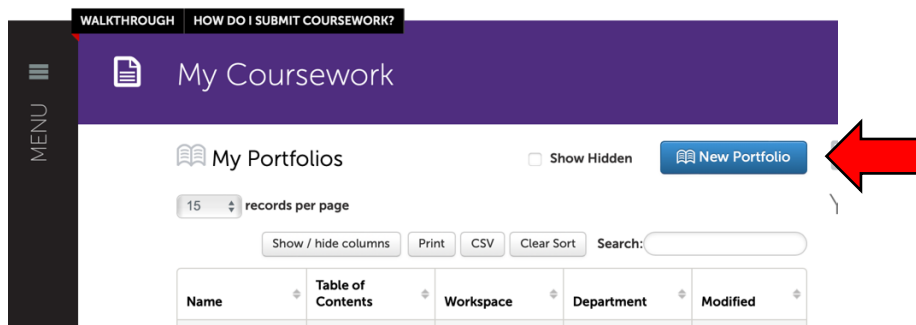 WALKTHROUGH HOW DO I SUBMIT COURSEWORK?
MENU
My Coursework
My Portfolios
Show Hidden
New Portfolio
15 records per page
Show / hide columns Print CSV Clear Sort Search:
Name Table of Contents Workspace Department Modified